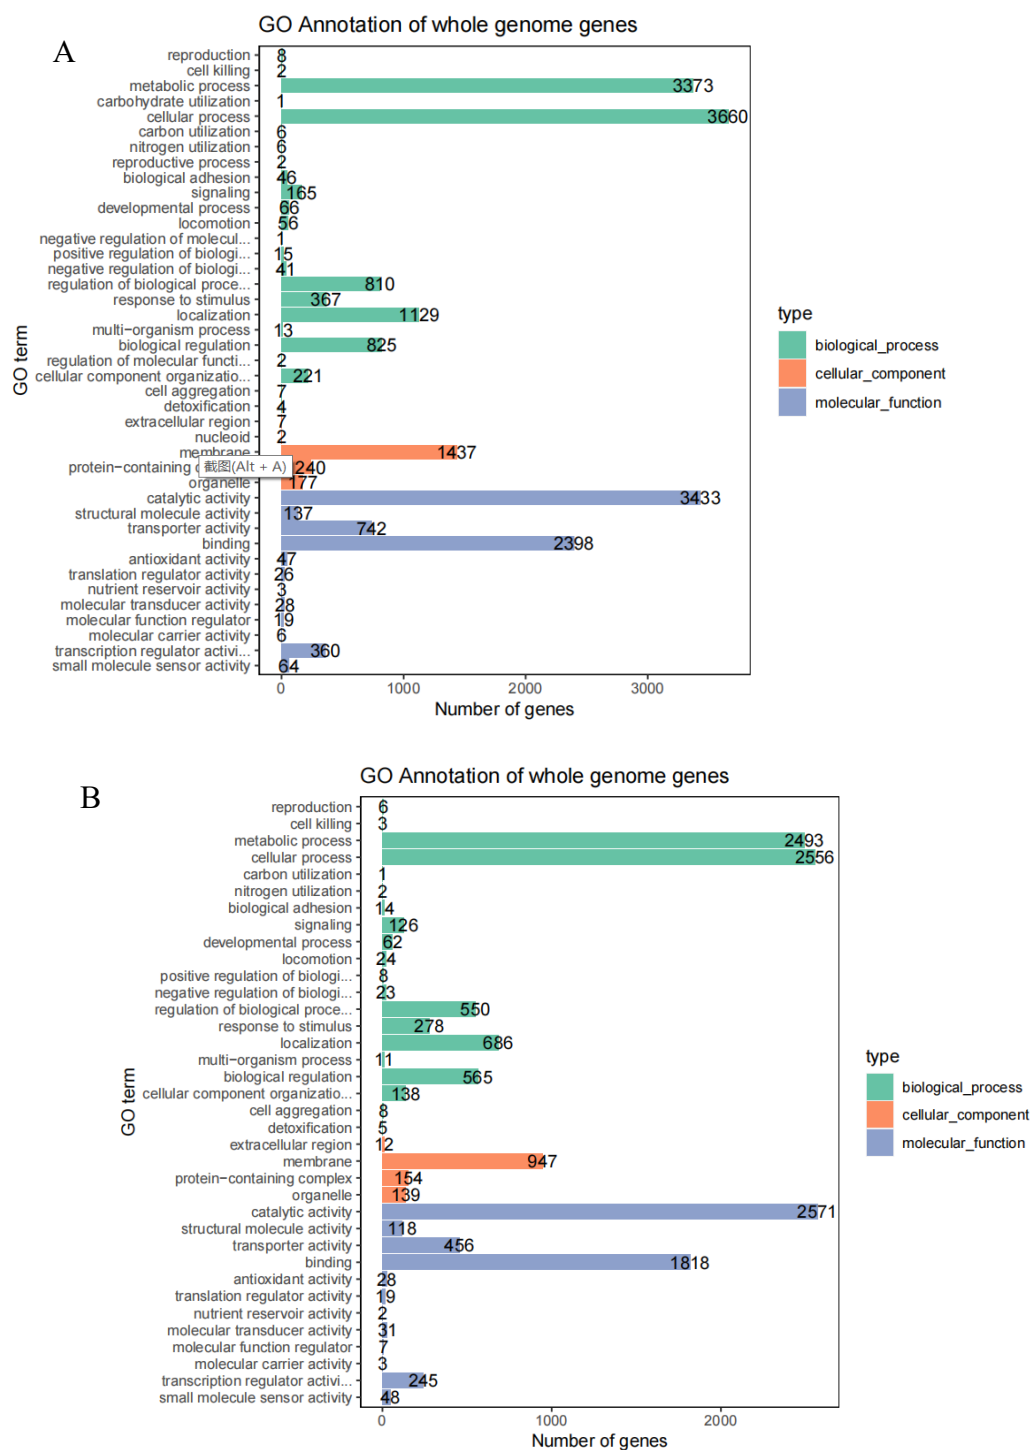 A
GO Annotation of whole genome genes
reproduction 8
cell killing 2
metabolic process 3373
carbohydrate utilization 1
cellular process 3660
carbon utilization 6
nitrogen utilization 6
reproductive process 2
biological adhesion 46
signaling 165
developmental process 66
locomotion 56
negative regulation of molecul... 1
positive regulation of biologi... 15
negative regulation of biologi... 41
regulation of biological proce... 810
response to stimulus 367
localization 1129
multi-organism process 13
biological regulation 825
regulation of molecular functi... 2
cellular component organizatio... 221
cell aggregation 7
detoxification 4
extracellular region 7
nucleoid 2
membrane 1437
protein-containing 240
截图(Alt + A)
organelle 177
catalytic activity 3433
structural molecule activity 137
transporter activity 742
binding 2398
antioxidant activity 47
translation regulator activity 26
nutrient reservoir activity 3
molecular transducer activity 28
molecular function regulator 19
molecular carrier activity 6
transcription regulator activi... 360
small molecule sensor activity 64
0 1000 2000 3000
Number of genes
GO term
type
biological_process
cellular_component
molecular_function
B
GO Annotation of whole genome genes
reproduction 6
cell killing 3
metabolic process 2493
cellular process 2556
carbon utilization 1
nitrogen utilization 2
biological adhesion 14
signaling 126
developmental process 62
locomotion 24
positive regulation of biologi... 8
negative regulation of biologi... 23
regulation of biological proce... 550
response to stimulus 278
localization 686
multi-organism process 11
biological regulation 565
cellular component organizatio... 138
cell aggregation 8
detoxification 5
extracellular region 12
membrane 947
protein-containing complex 154
organelle 139
catalytic activity 2571
structural molecule activity 118
transporter activity 456
binding 1818
antioxidant activity 28
translation regulator activity 19
nutrient reservoir activity 2
molecular transducer activity 31
molecular function regulator 7
molecular carrier activity 3
transcription regulator activi... 245
small molecule sensor activity 48
0 1000 2000
Number of genes
GO term
type
biological_process
cellular_component
molecular_function